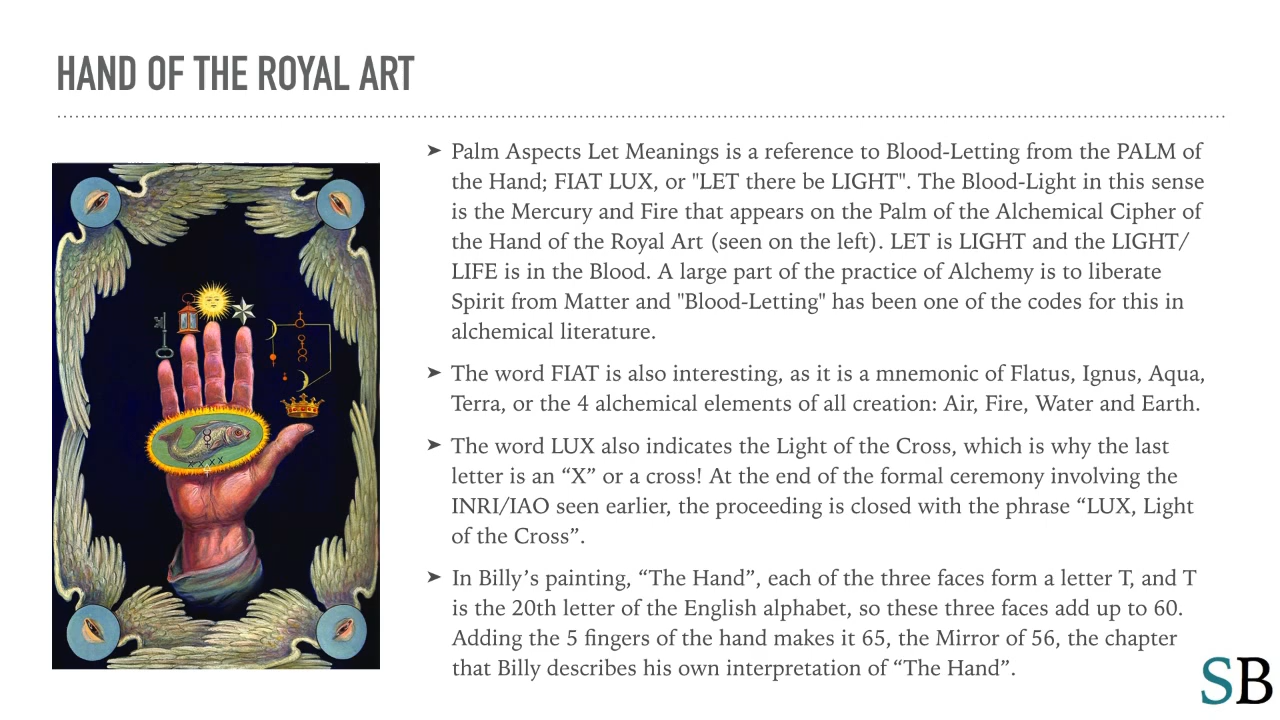 HAND OF THE ROYAL ART
➤ Palm Aspects Let Meanings is a reference to Blood-Letting from the PALM of
the Hand; FIAT LUX, or "LET there be LIGHT". The Blood-Light in this sense
is the Mercury and Fire that appears on the Palm of the Alchemical Cipher of
the Hand of the Royal Art (seen on the left). LET is LIGHT and the LIGHT/
LIFE is in the Blood. A large part of the practice of Alchemy is to liberate
Spirit from Matter and "Blood-Letting" has been one of the codes for this in
alchemical literature.
➤ The word FIAT is also interesting, as it is a mnemonic of Flatus, Ignus, Aqua,
Terra, or the 4 alchemical elements of all creation: Air, Fire, Water and Earth.
➤ The word LUX also indicates the Light of the Cross, which is why the last
letter is an “X” or a cross! At the end of the formal ceremony involving the
INRI/IAO seen earlier, the proceeding is closed with the phrase “LUX, Light
of the Cross”.
➤ In Billy’s painting, “The Hand”, each of the three faces form a letter T, and T
is the 20th letter of the English alphabet, so these three faces add up to 60.
Adding the 5 fingers of the hand makes it 65, the Mirror of 56, the chapter
that Billy describes his own interpretation of “The Hand”.
XXXX
SB